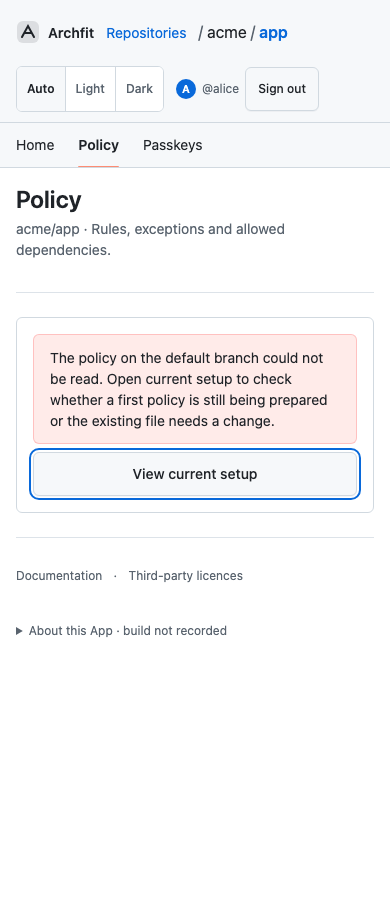 Archfit Repositories / acme / app
Auto Light Dark A @alice Sign out
Home Policy Passkeys
Policy
acme/app · Rules, exceptions and allowed
dependencies.
The policy on the default branch could not
be read. Open current setup to check
whether a first policy is still being prepared
or the existing file needs a change.
View current setup
Documentation · Third-party licences
About this App · build not recorded